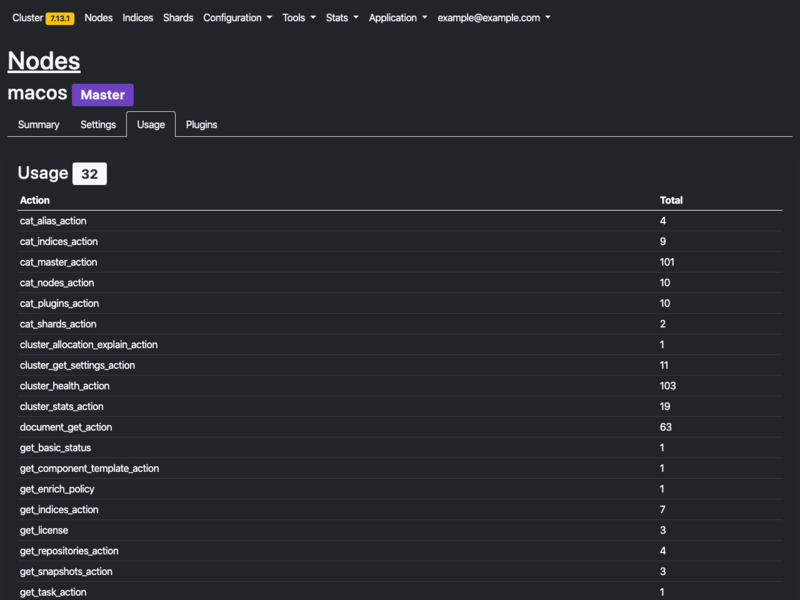 Cluster 7.13.1 Nodes Indices Shards Configuration Tools Stats Application example@example.com
Nodes
macos Master
Summary Settings Usage Plugins
Usage 32
Action Total
cat_alias_action 4
cat_indices_action 9
cat_master_action 101
cat_nodes_action 10
cat_plugins_action 10
cat_shards_action 2
cluster_allocation_explain_action 1
cluster_get_settings_action 11
cluster_health_action 103
cluster_stats_action 19
document_get_action 63
get_basic_status 1
get_component_template_action 1
get_enrich_policy 1
get_indices_action 7
get_license 3
get_repositories_action 4
get_snapshots_action 3
get_task_action 1